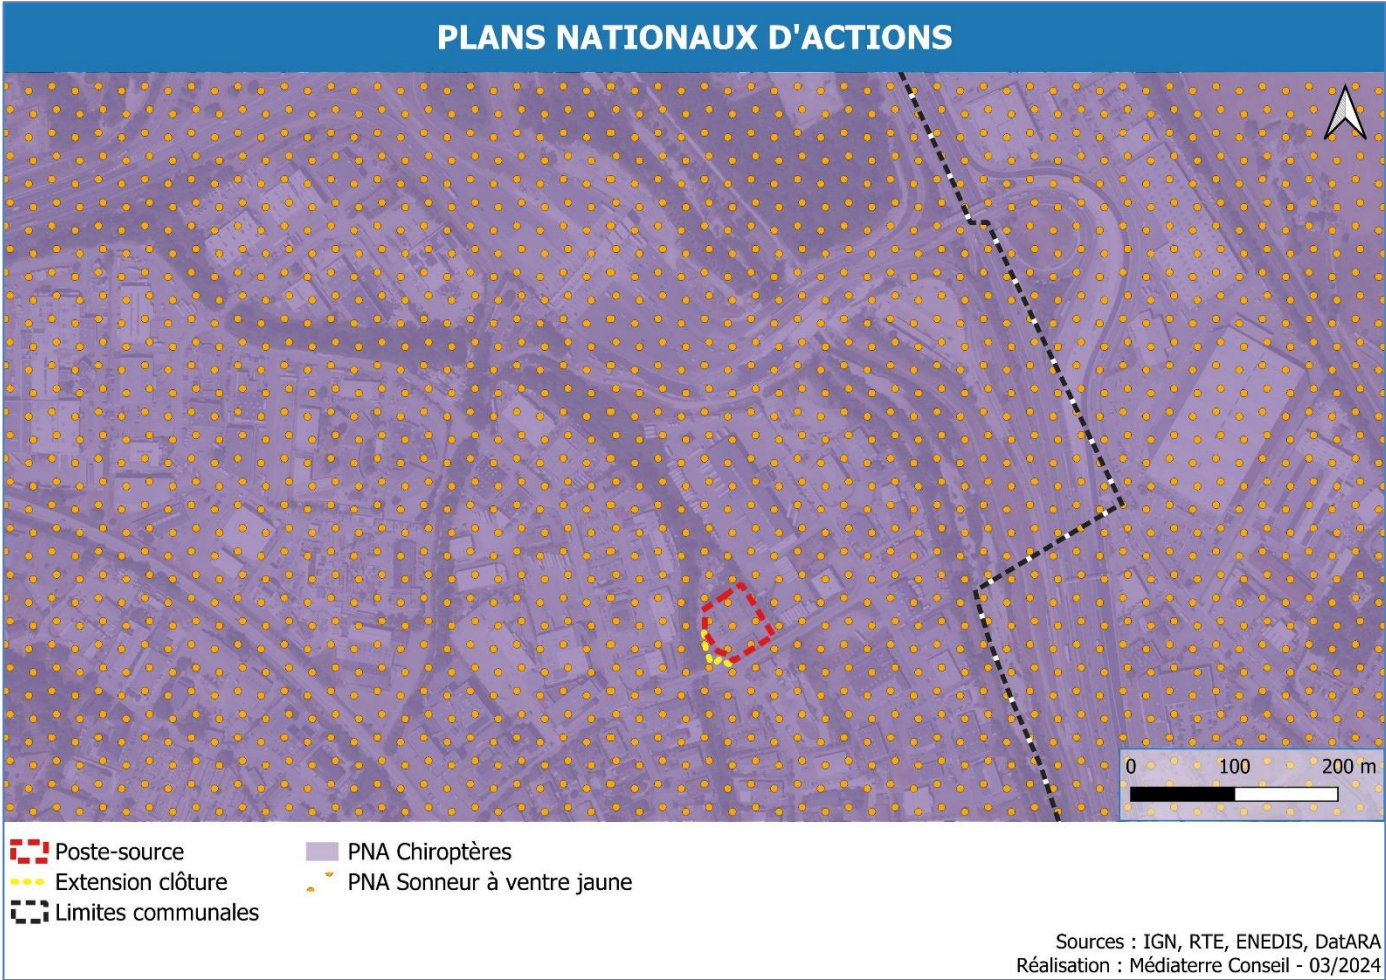 PLANS NATIONAUX D'ACTIONS
0 100 200 m
Poste-source
PNA Chiroptères
Extension clôture
PNA Sonneur à ventre jaune
Limites communales
Sources : IGN, RTE, ENEDIS, DatARA
Réalisation : Médiaterre Conseil - 03/2024